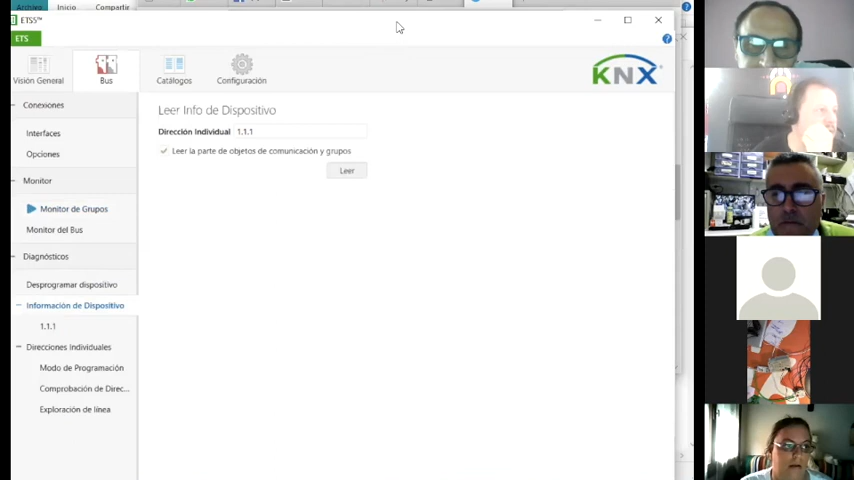 Archivo Inicio Compartir
ETS5™
ETS
Visión General Bus Catálogos Configuración
KNX
Conexiones
Interfaces
Opciones
Monitor
Monitor de Grupos
Monitor del Bus
Diagnósticos
Desprogramar dispositivo
Información de Dispositivo
1.1.1
Direcciones Individuales
Modo de Programación
Comprobación de Direc...
Exploración de línea
Leer Info de Dispositivo
Dirección Individual 1.1.1
Leer la parte de objetos de comunicación y grupos
Leer